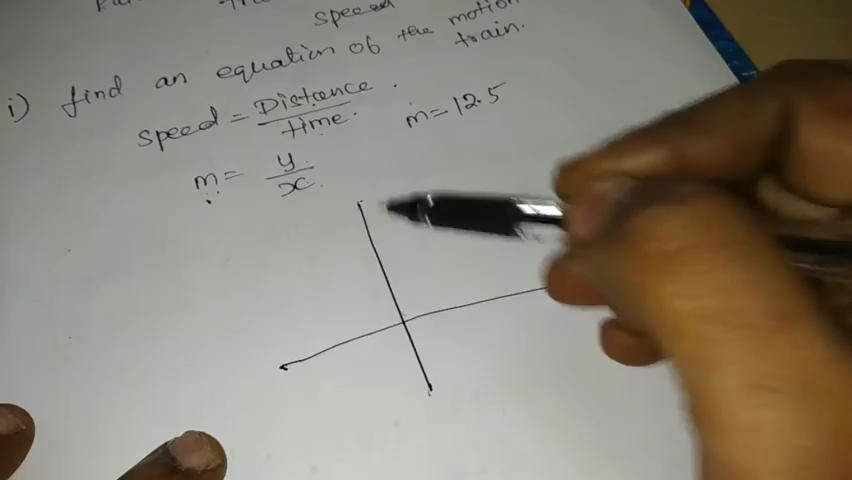 speed
i) find an equation of the motion
train.
speed = Distance / time.
m = 12.5
m = y / x